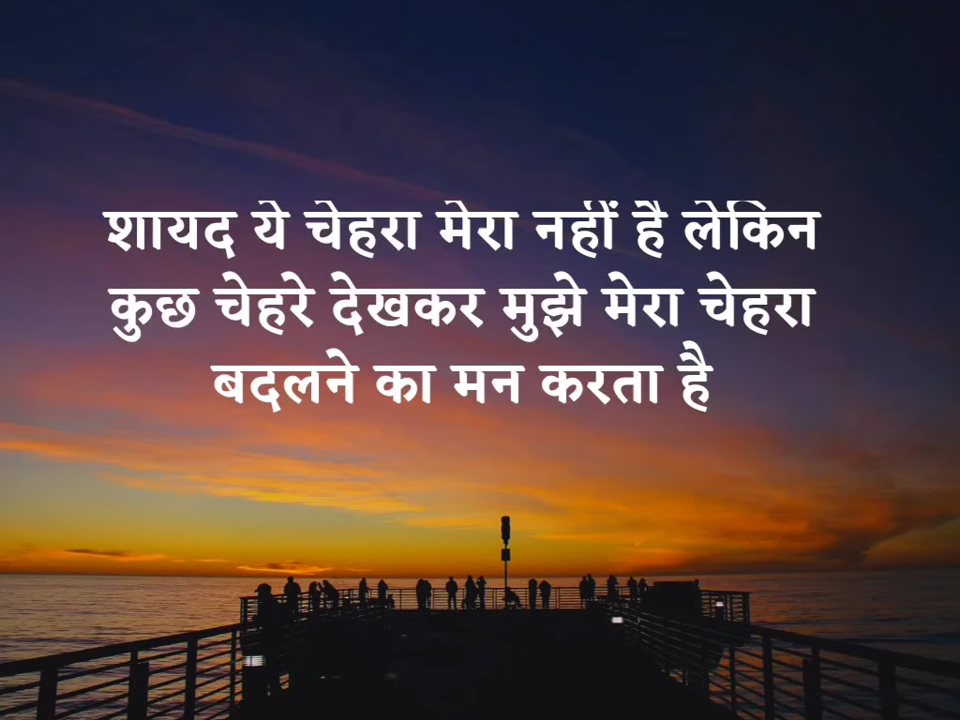 शायद ये चेहरा मेरा नहीं है लेकिन
कुछ चेहरे देखकर मुझे मेरा चेहरा
बदलने का मन करता है